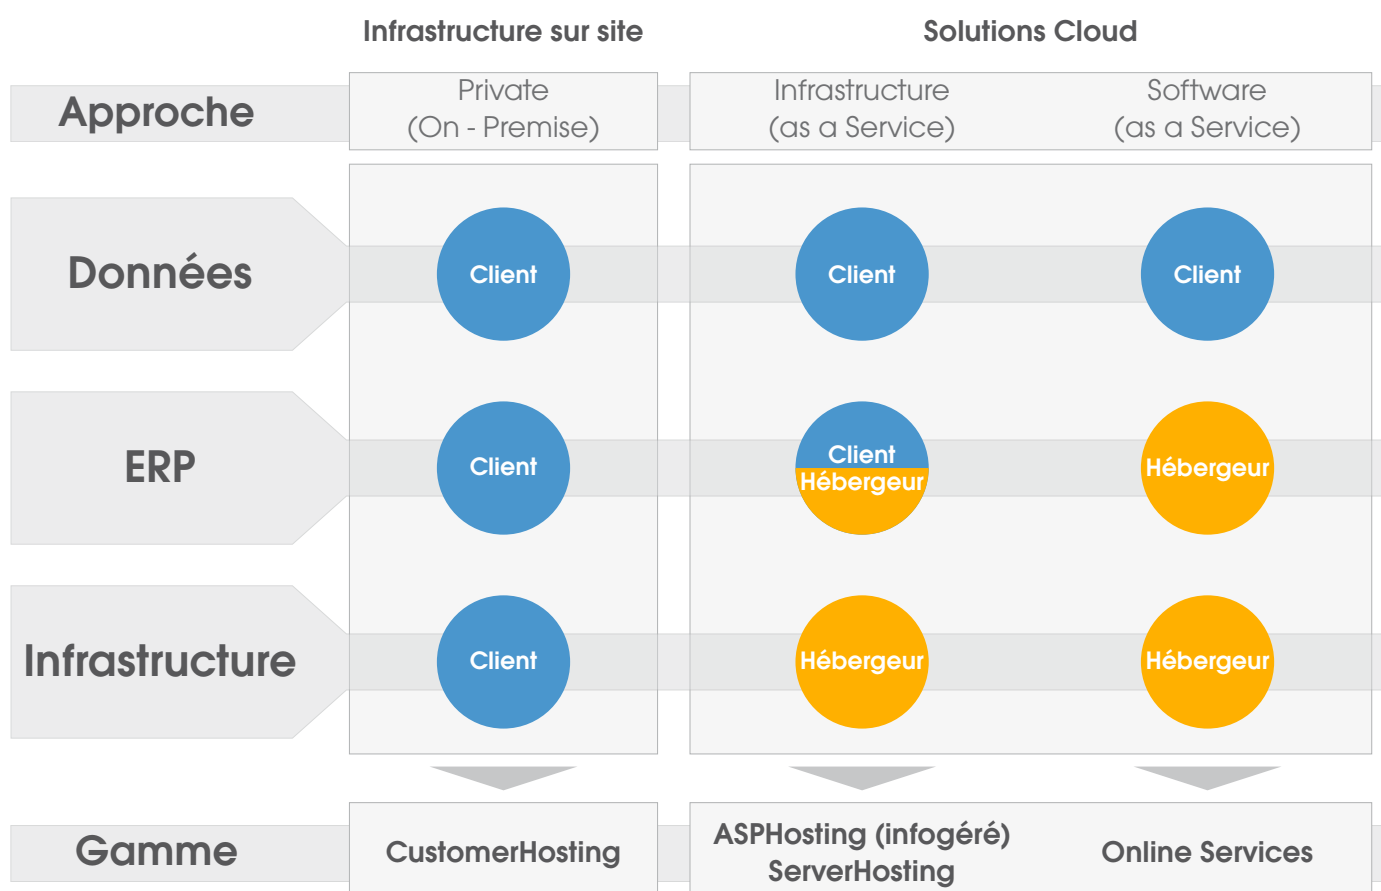 Infrastructure sur site
Solutions Cloud
Approche
Private
(On - Premise)
Infrastructure
(as a Service)
Software
(as a Service)
Données
Client
Client
Client
ERP
Client
Client
Hébergeur
Hébergeur
Infrastructure
Client
Hébergeur
Hébergeur
Gamme
CustomerHosting
ASPHosting (infogéré)
ServerHosting
Online Services